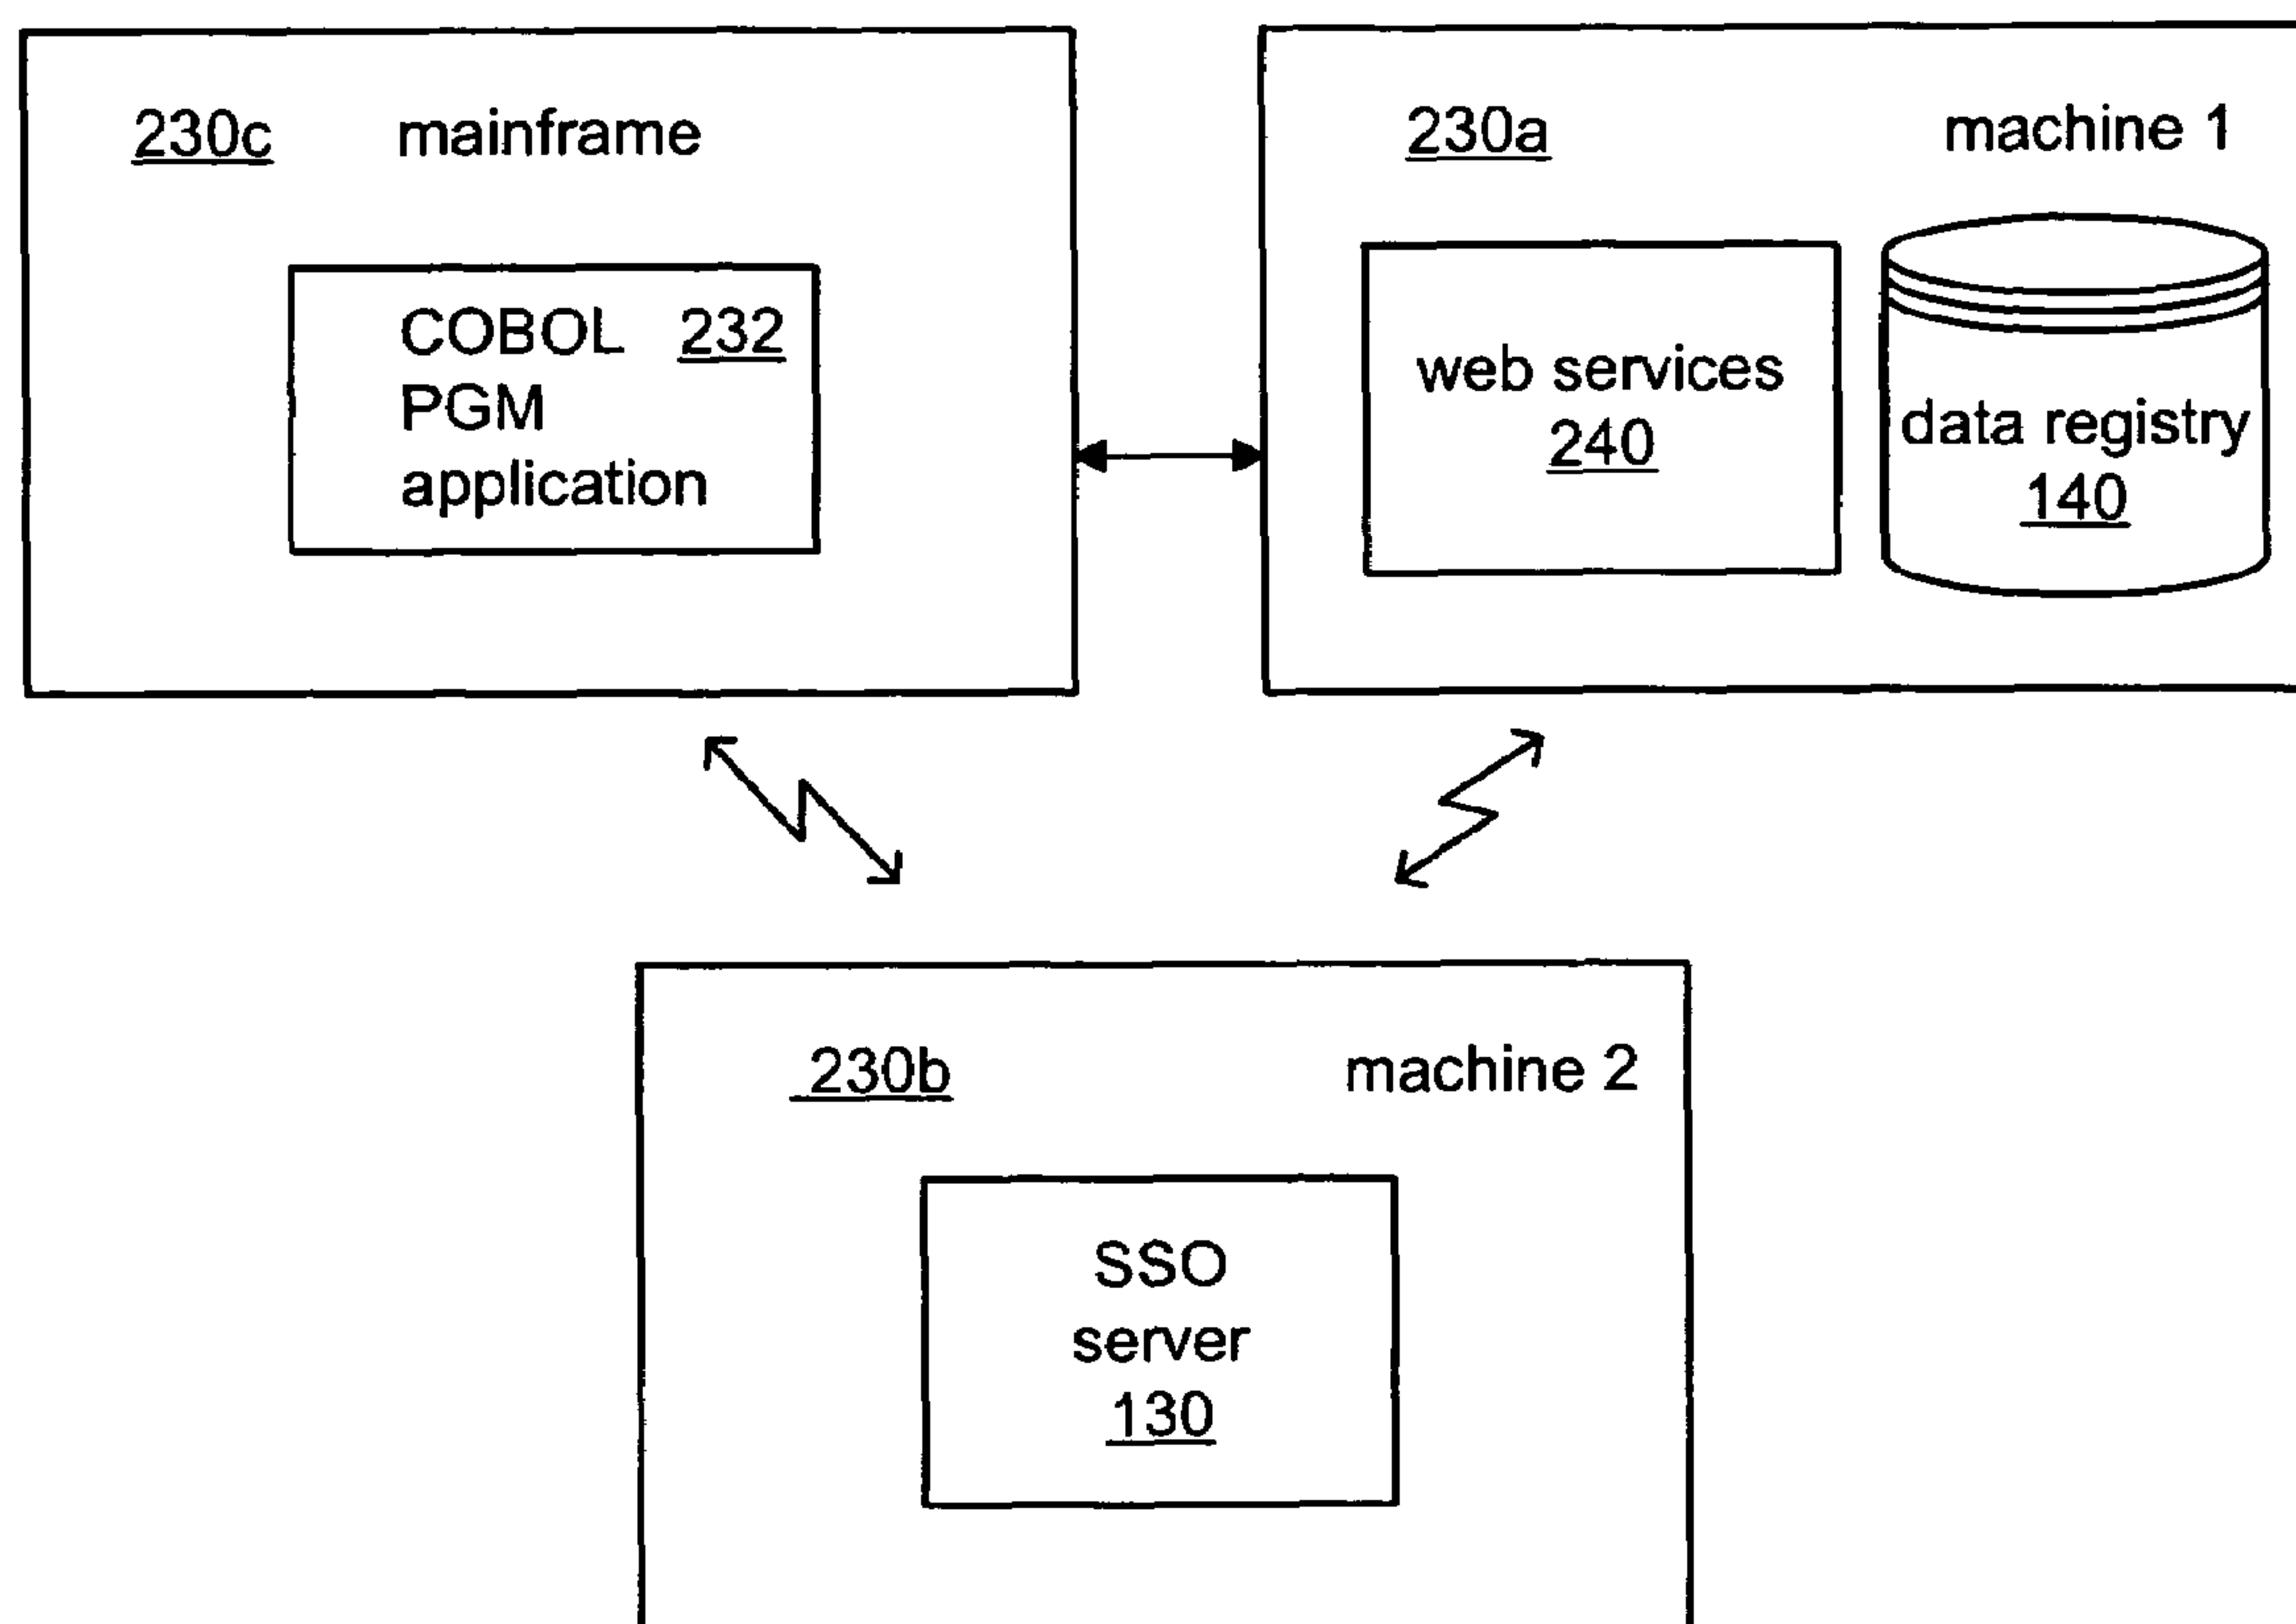 230c mainframe
COBOL 232
PGM
application
230a machine 1
web services
240
data registry
140
230b machine 2
SSO
server
130